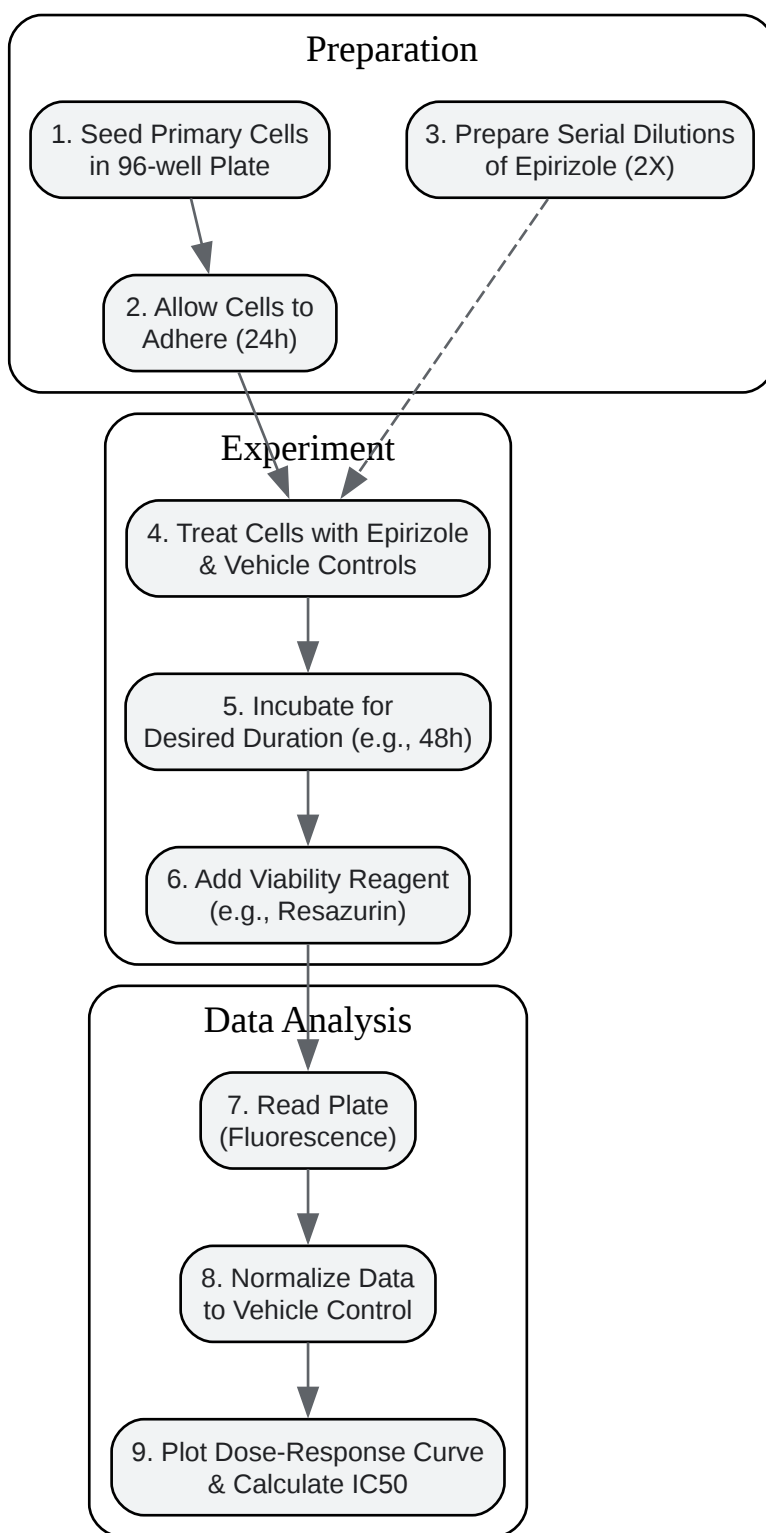 Preparation
1. Seed Primary Cells
in 96-well Plate
3. Prepare Serial Dilutions
of Epirizole (2X)
2. Allow Cells to
Adhere (24h)
Experiment
4. Treat Cells with Epirizole
& Vehicle Controls
5. Incubate for
Desired Duration (e.g., 48h)
6. Add Viability Reagent
(e.g., Resazurin)
Data Analysis
7. Read Plate
(Fluorescence)
8. Normalize Data
to Vehicle Control
9. Plot Dose-Response Curve
& Calculate IC50